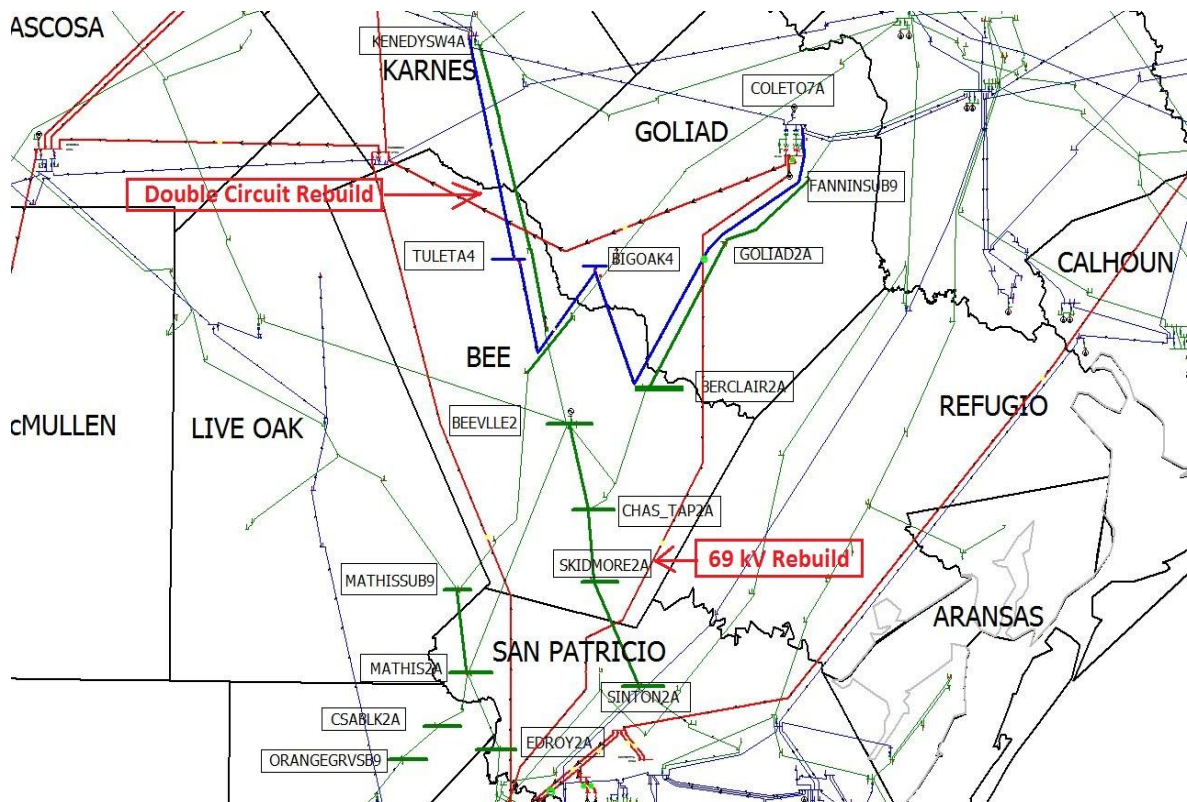 ASCOSA
KENEDYSW4A
KARNES
COLETO7A
GOLIAD
Double Circuit Rebuild
FANNINSUB9
TULETA4
BIGOAK4
GOLIAD2A
CALHOUN
BEE
BERCLAIR2A
REFUGIO
cMULLEN
LIVE OAK
BEEVLLE2
CHAS_TAP2A
SKIDMORE2A
69 kV Rebuild
MATHISSUB9
ARANSAS
SAN PATRICIO
MATHIS2A
SINTON2A
CSABLK2A
EDROY2A
ORANGEGRVSB9